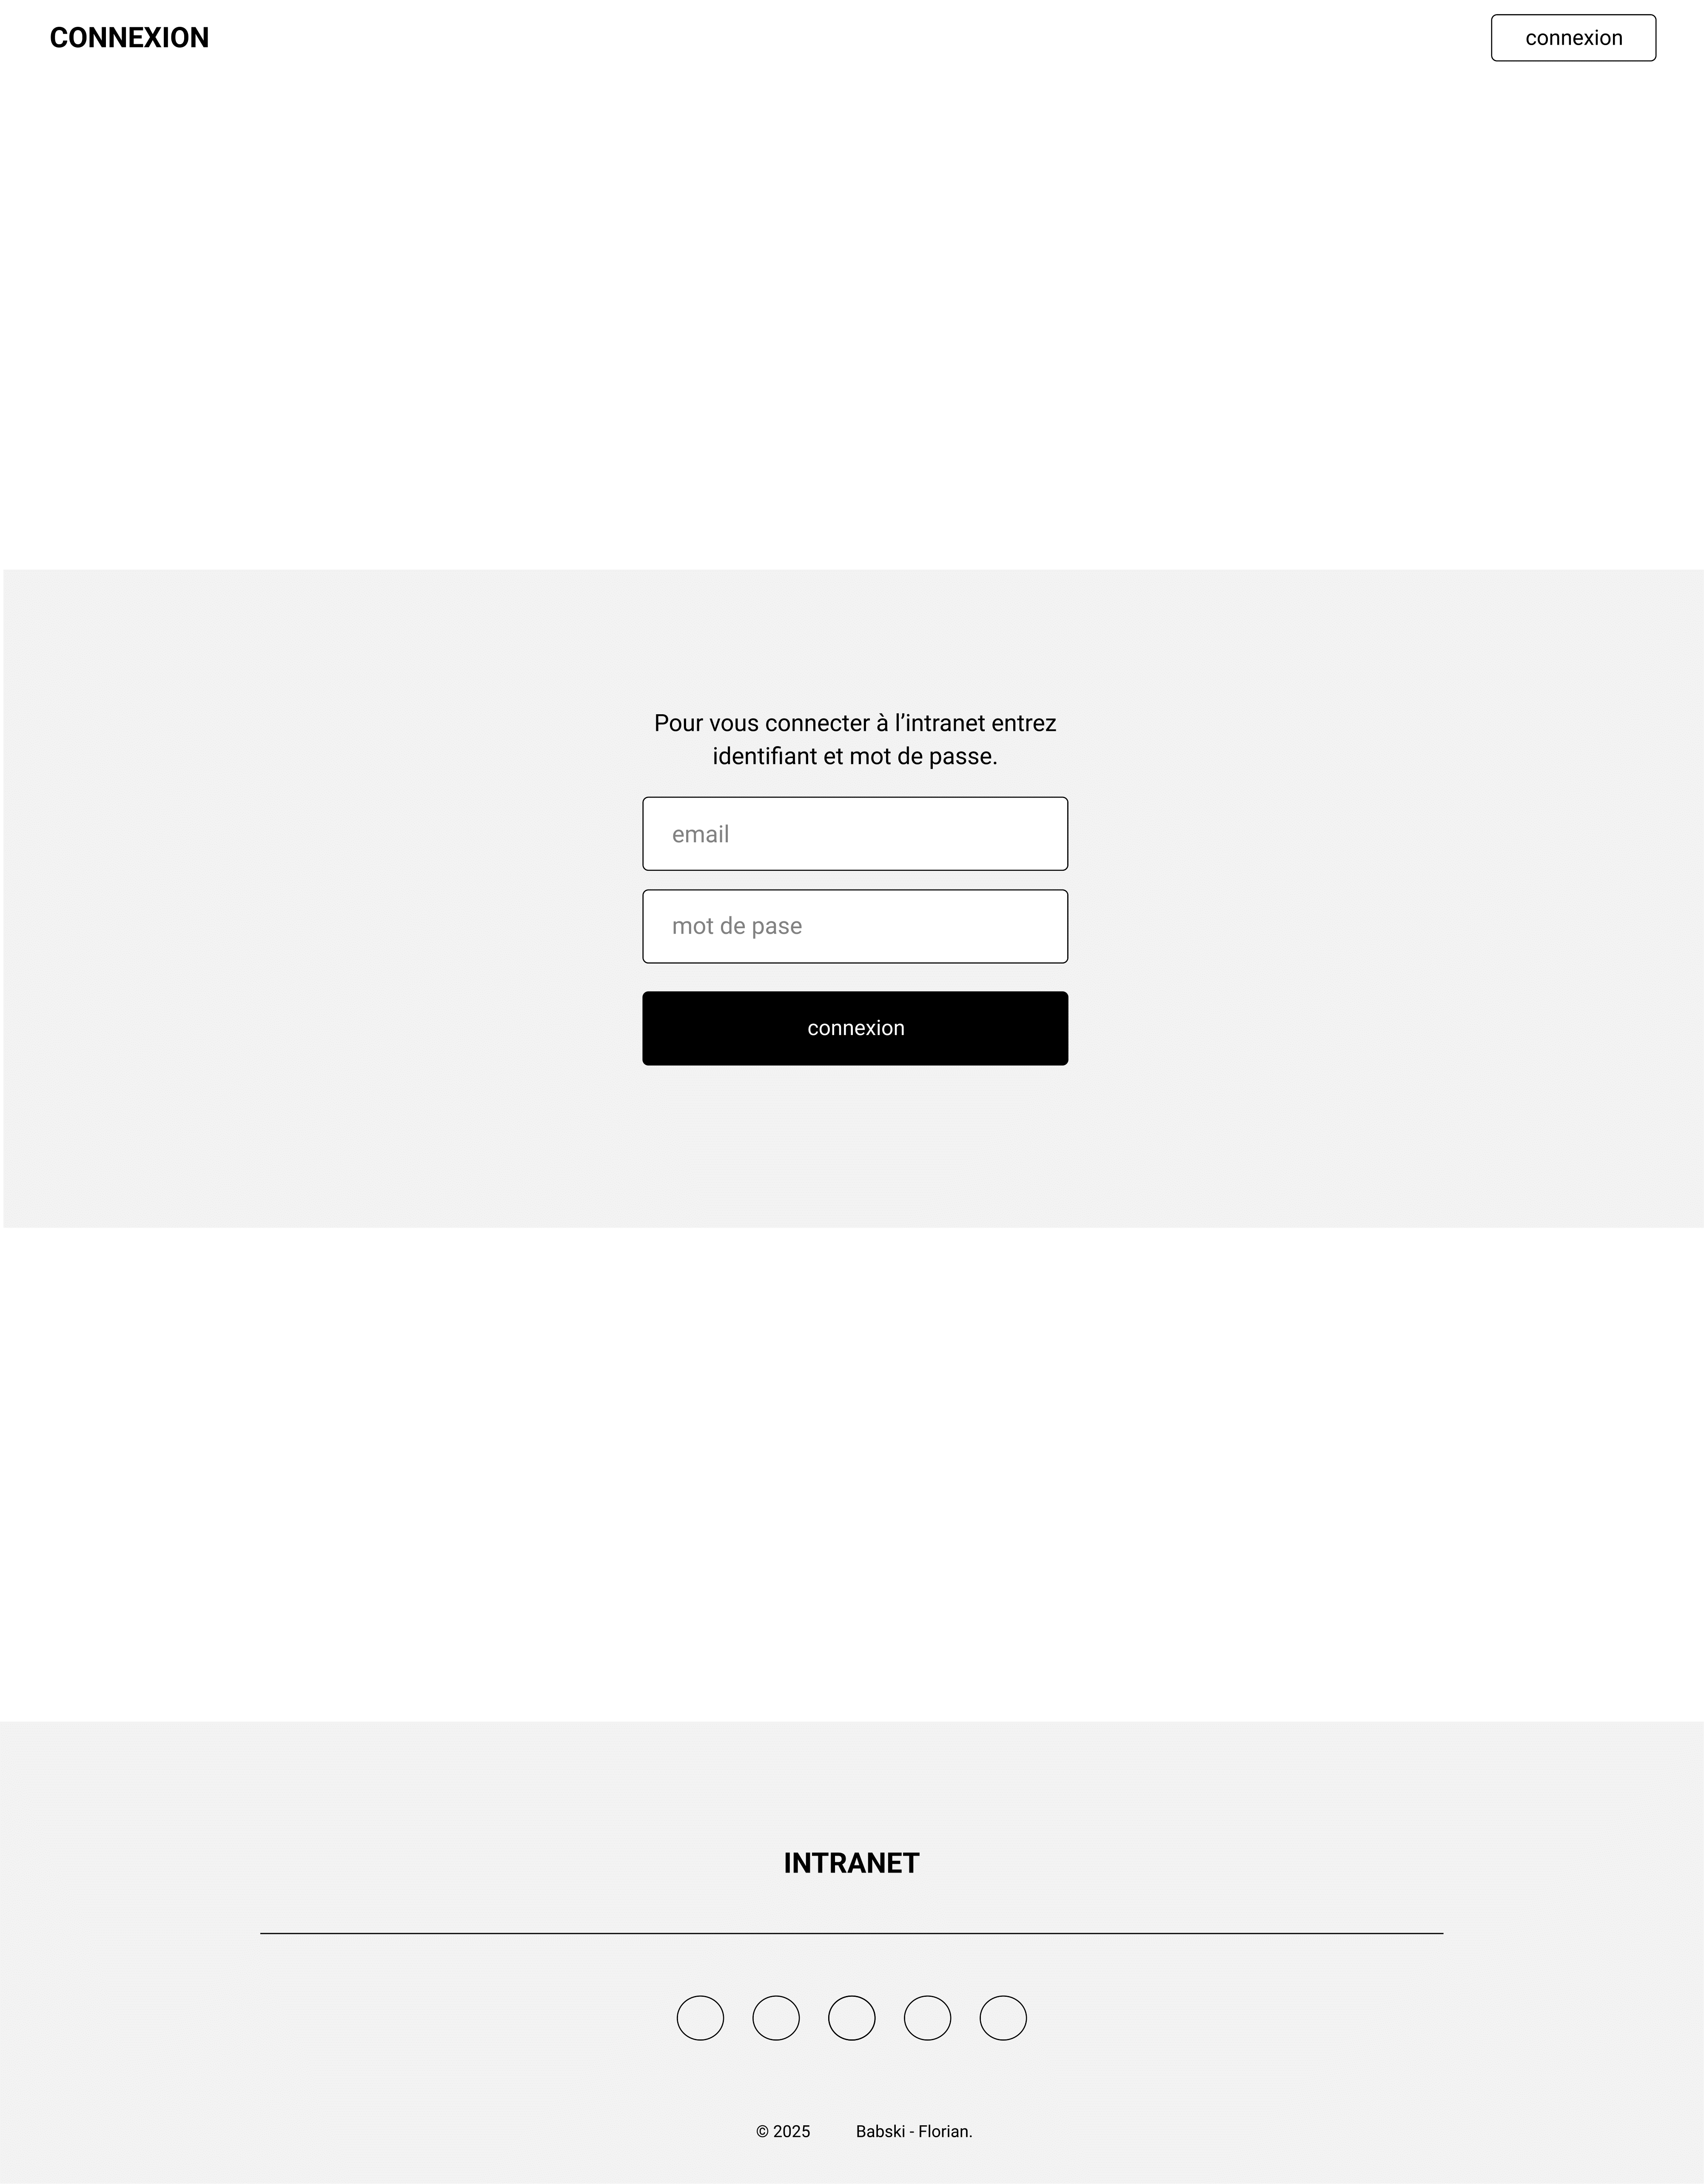 CONNEXION
connexion
Pour vous connecter à l’intranet entrez
identifiant et mot de passe.
email
mot de pase
connexion
INTRANET
© 2025 Babski - Florian.